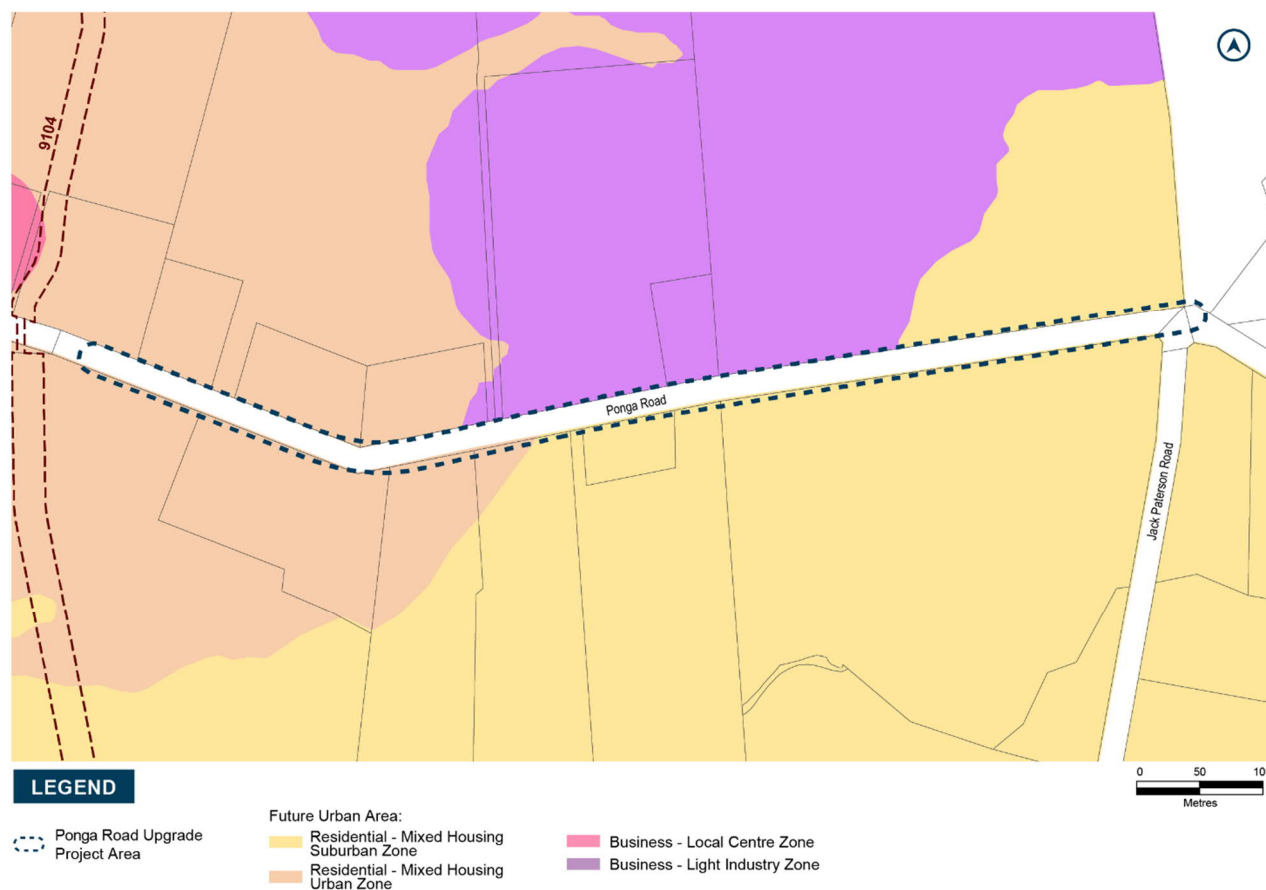 9104
Ponga Road
Jack Paterson Road
LEGEND
0 50 10
Metres
Ponga Road Upgrade
Project Area
Future Urban Area:
Residential - Mixed Housing
Suburban Zone
Residential - Mixed Housing
Urban Zone
Business - Local Centre Zone
Business - Light Industry Zone